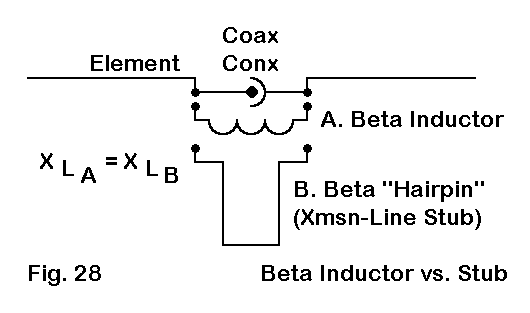 Coax
Conx
Element
A. Beta Inductor
X L A = X L B
B. Beta "Hairpin"
(Xmsn-Line Stub)
Fig. 28
Beta Inductor vs. Stub